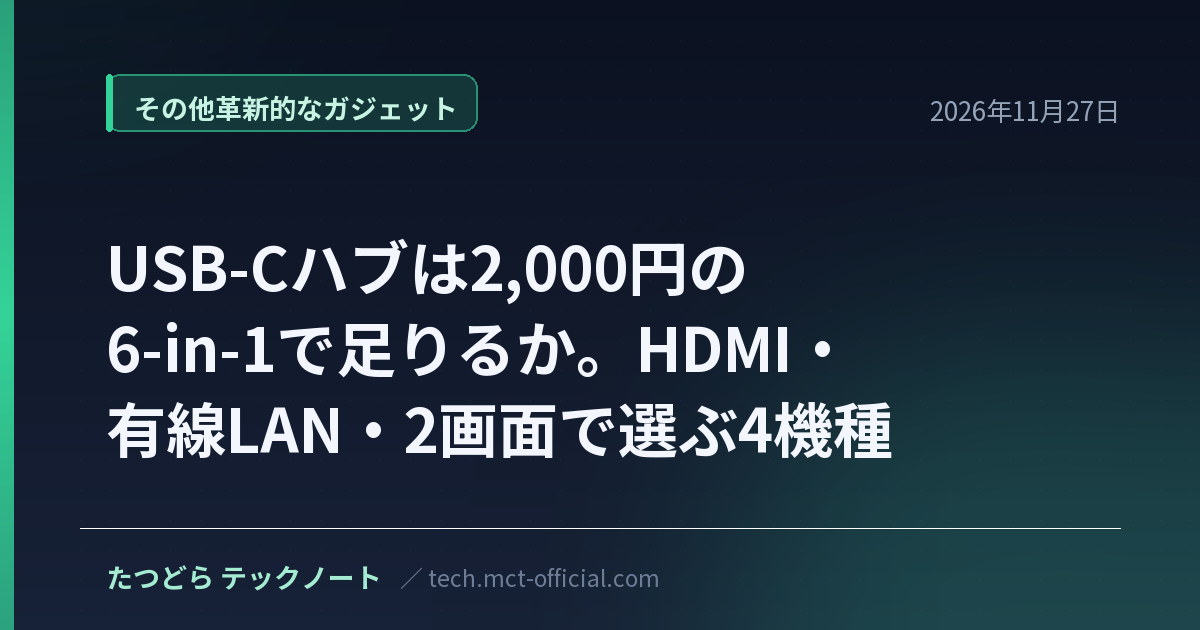 その他革新的なガジェット
2026年11月27日
USB-Cハブは2,000円の
6-in-1で足りるか。HDMI・
有線LAN・2画面で選ぶ4機種
たつどら テックノート ／ tech.mct-official.com